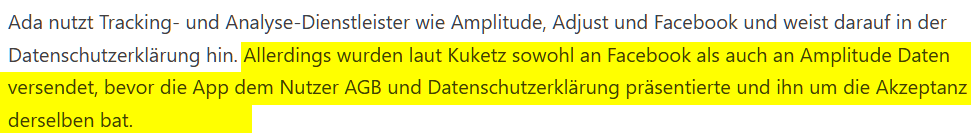 Ada nutzt Tracking- und Analyse-Dienstleister wie Amplitude, Adjust und Facebook und weist darauf in der
Datenschutzerklärung hin. Allerdings wurden laut Kuketz sowohl an Facebook als auch an Amplitude Daten
versendet, bevor die App dem Nutzer AGB und Datenschutzerklärung präsentierte und ihn um die Akzeptanz
derselben bat.